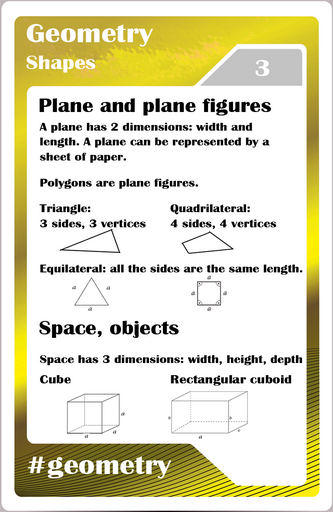 Geometry
Shapes
3
Plane and plane figures
A plane has 2 dimensions: width and
length. A plane can be represented by a
sheet of paper.
Polygons are plane figures.
Triangle: Quadrilateral:
3 sides, 3 vertices 4 sides, 4 vertices
Equilateral: all the sides are the same length.
a a a
a a a a
Space, objects
Space has 3 dimensions: width, height, depth
Cube Rectangular cuboid
a a a
#geometry